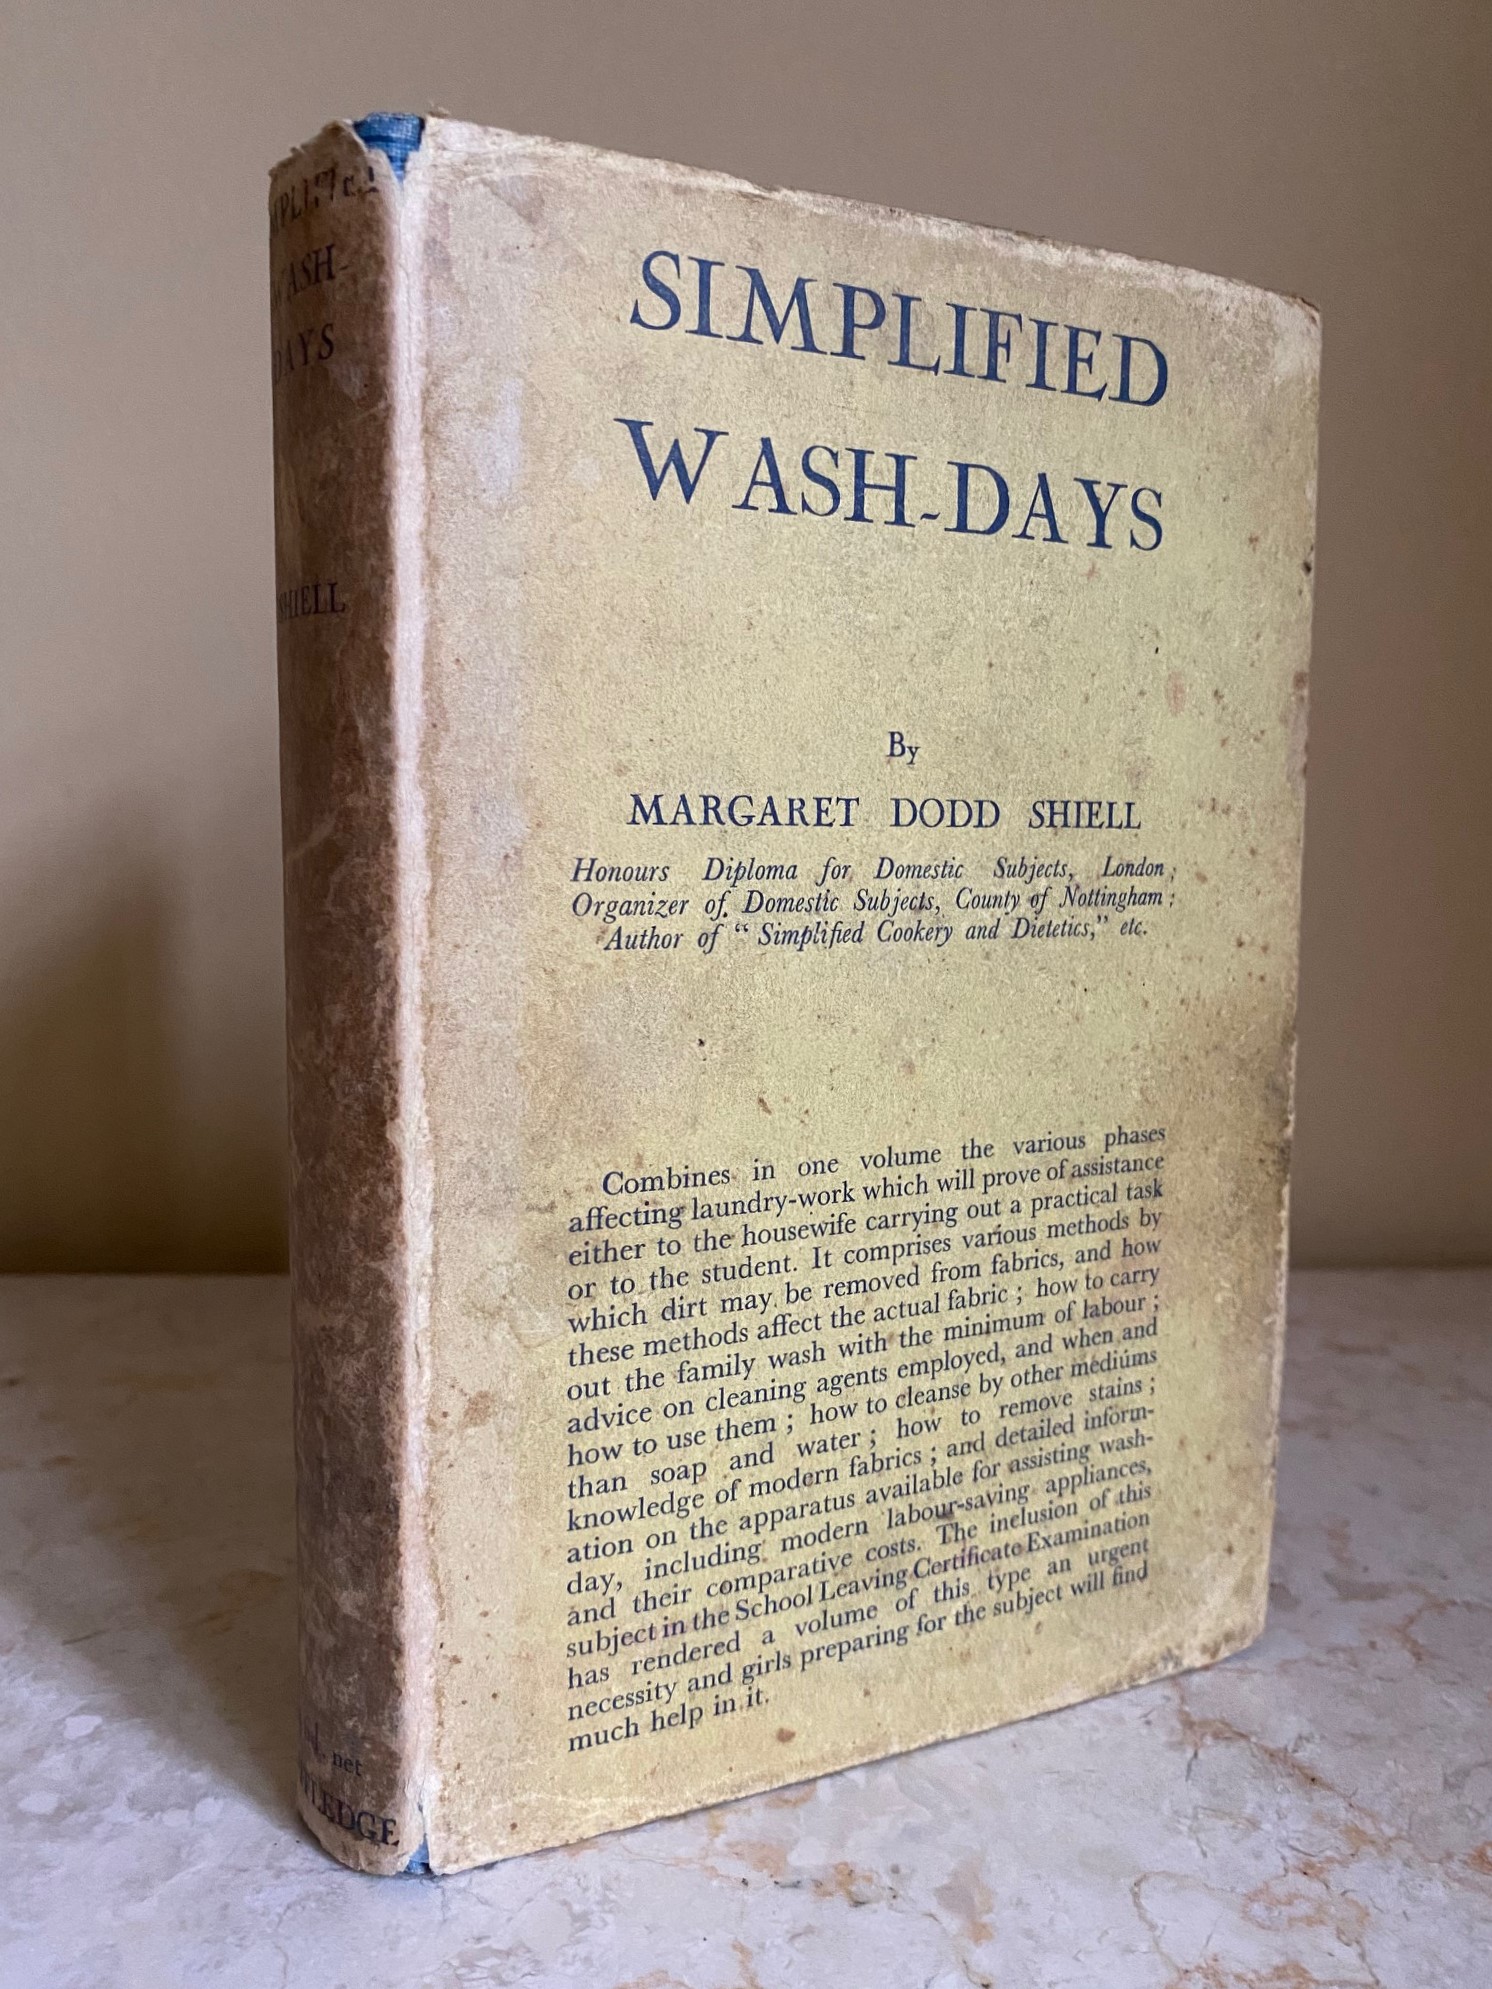 WASH-
DAYS
SHIELL
net
SIMPLIFIED
WASH-DAYS
By
MARGARET DODD SHIELL
Honours Diploma for Domestic Subjects, London;
Organizer of Domestic Subjects, County of Nottingham;
Author of “Simplified Cookery and Dietetics,” etc.
Combines in one volume the various phases
affecting laundry-work which will prove of assistance
either to the housewife carrying out a practical task
or to the student. It comprises various methods by
which dirt may be removed from fabrics, and how
these methods affect the actual fabric; how to carry
out the family wash with the minimum of labour;
advice on cleaning agents employed, and when and
how to use them; how to cleanse by other mediums
than soap and water; how to remove stains;
knowledge of modern fabrics; and detailed inform-
ation on the apparatus available for assisting wash-
day, including modern labour-saving appliances,
and their comparative costs. The inclusion of this
subject in the School Leaving Certificate Examination
has rendered a volume of this type an urgent
necessity and girls preparing for the subject will find
much help in it.